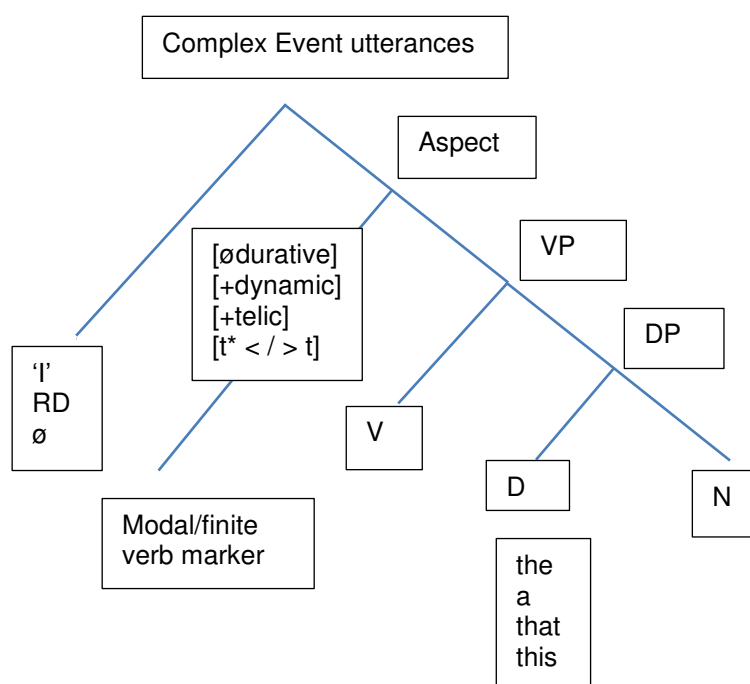 Complex Event utterances
Aspect
[ødurative]
[+dynamic]
[+telic]
[t* < / > t]
VP
DP
‘I’
RD
ø
V
D
N
Modal/finite
verb marker
the
a
that
this